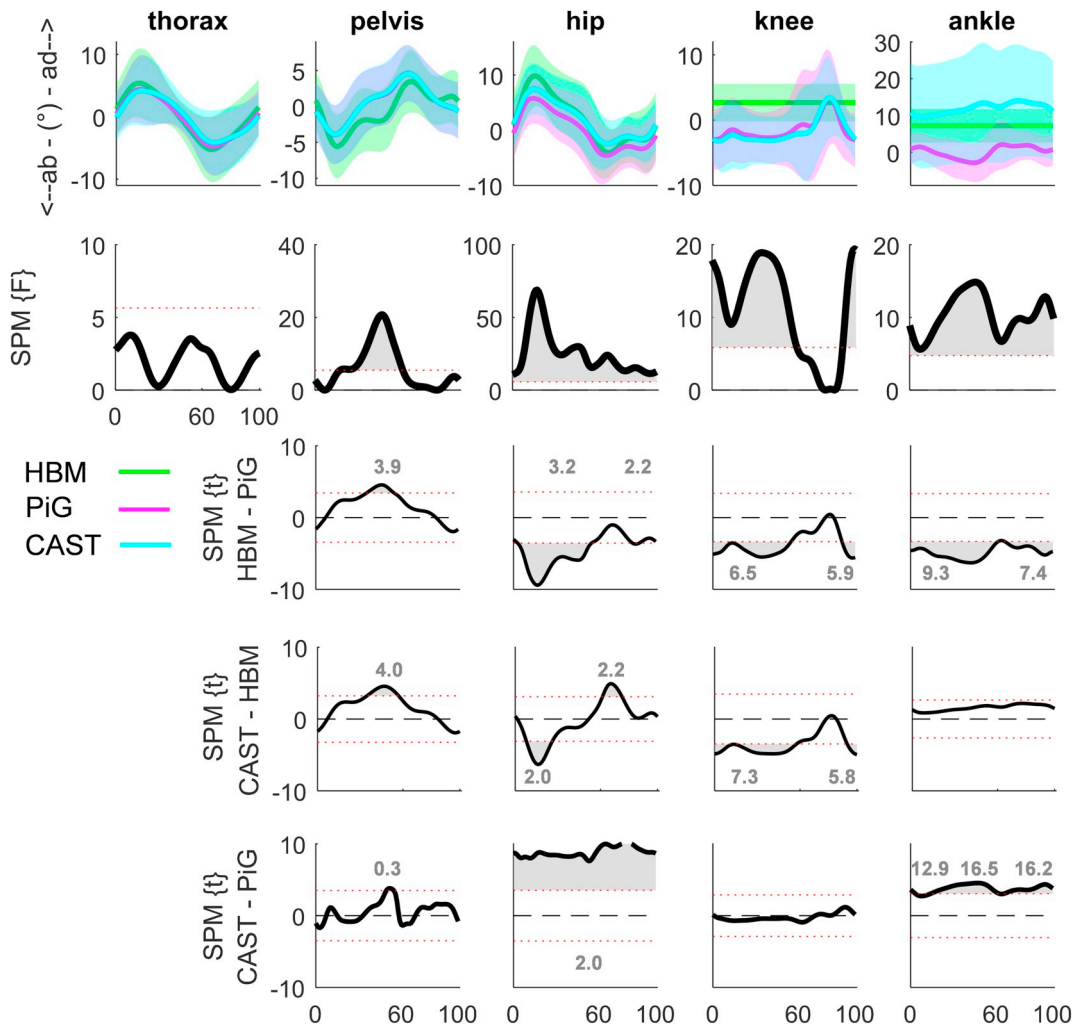 thorax pelvis hip knee ankle
<--ab - (°) - ad-->
10 0 -10
5 0 -5 -10
10 0 -10
10 0 -10
30 20 10 0
SPM {F}
10 5 0
40 20 0
100 50 0
20 10 0
20 10 0
0 60 100
HBM
PiG
CAST
SPM {t}
HBM - PiG
10 0 -10
3.9
3.2 2.2
6.5 5.9
9.3 7.4
SPM {t}
CAST - HBM
10 0 -10
4.0
2.2
2.0
7.3 5.8
SPM {t}
CAST - PiG
10 0 -10
0.3
2.0
12.9 16.5 16.2
0 60 100 0 60 100 0 60 100 0 60 100